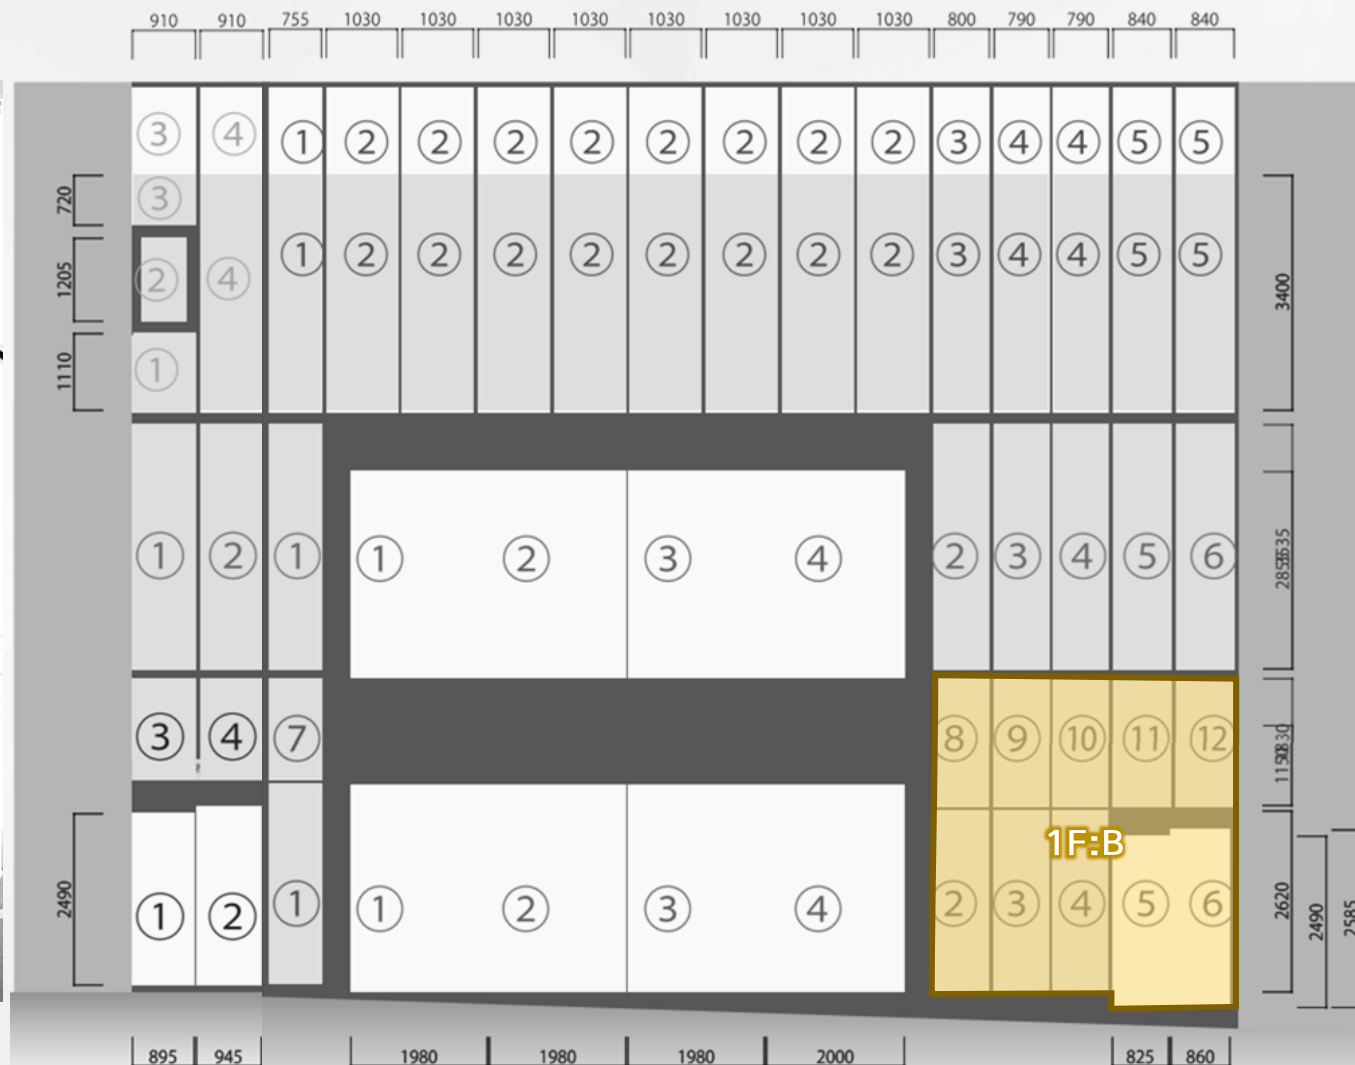 910 910 755 1030 1030 1030 1030 1030 1030 1030 1030 800 790 790 840 840
③ ④ ① ② ② ② ② ② ② ② ② ③ ④ ④ ⑤ ⑤
720 ③
① ② ② ② ② ② ② ② ② ③ ④ ④ ⑤ ⑤
1205 ② ④ 3400
1110 ①
① ② ① ① ② ③ ④ ② ③ ④ ⑤ ⑥
③ ④ ⑦ ⑧ ⑨ ⑩ ⑪ ⑫
1F:B
2490 ① ② ① ① ② ③ ④ ② ③ ④ ⑤ ⑥ 2620 2490 2585
895 945 1980 1980 1980 2000 825 860